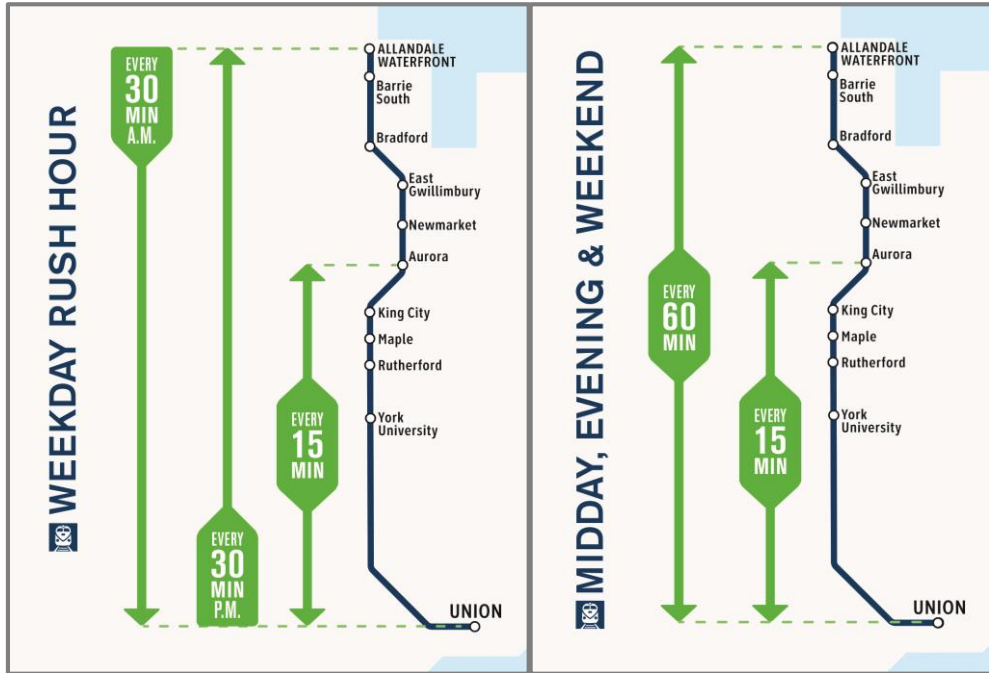 WEEKDAY RUSH HOUR
EVERY
30
MIN
A.M.
EVERY
30
MIN
P.M.
EVERY
15
MIN
ALLANDALE
WATERFRONT
Barrie
South
Bradford
East
Gwillimbury
Newmarket
Aurora
King City
Maple
Rutherford
York
University
UNION
MIDDAY, EVENING & WEEKEND
EVERY
60
MIN
EVERY
15
MIN
ALLANDALE
WATERFRONT
Barrie
South
Bradford
East
Gwillimbury
Newmarket
Aurora
King City
Maple
Rutherford
York
University
UNION